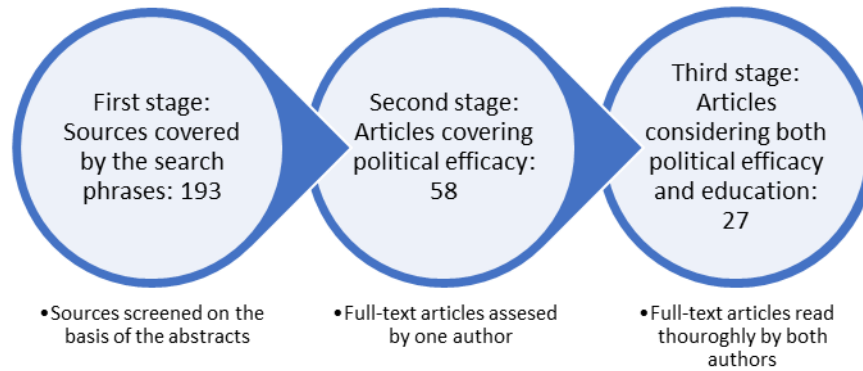 First stage:
Sources covered
by the search
phrases: 193
Second stage:
Articles covering
political efficacy:
58
Third stage:
Articles
considering both
political efficacy
and education:
27
•Sources screened on the
basis of the abstracts
•Full-text articles assesed
by one author
•Full-text articles read
thouroghly by both
authors